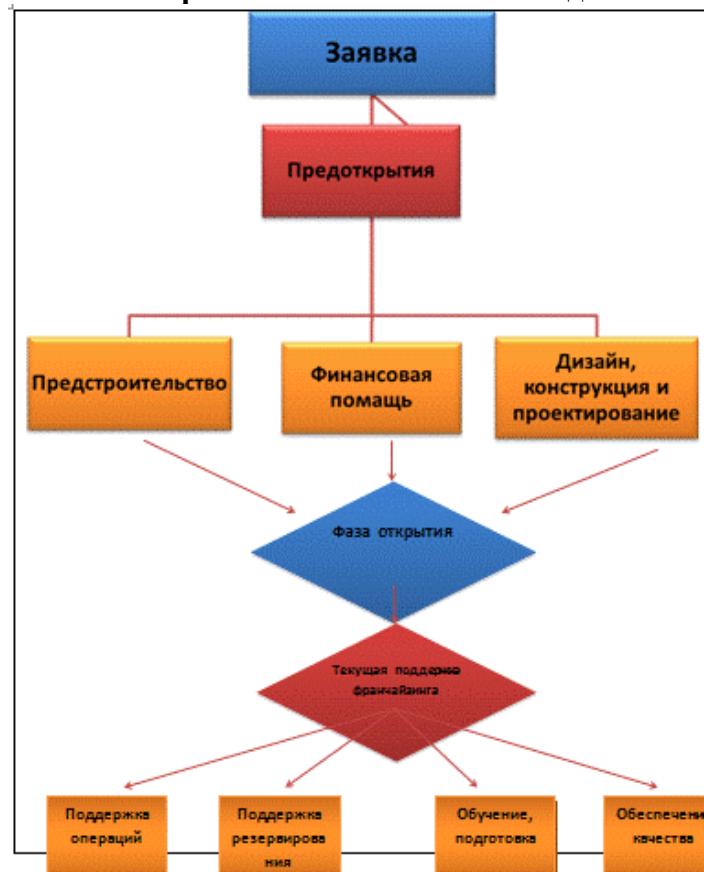 Заявка
Предоткрытия
Предстроительство
Финансовая
помащь
Дизайн,
конструкция и
проектирование
Фаза открытия
Текущая поддержка
франчайзинга
Поддержка
операций
Поддержка
резервирова
ния
Обучение,
подготовка
Обеспечени
качества